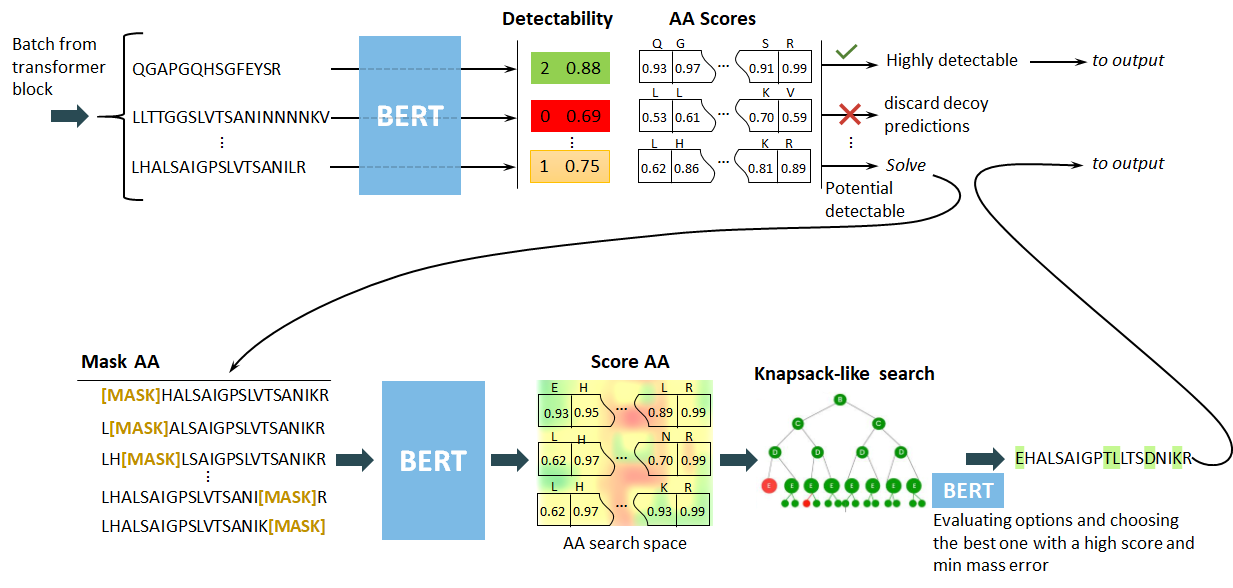 Detectability
AA Scores
Batch from
transformer
block
QGAPGQHSGFEYSR
LLTTGGSLVTSANINNNNKV
⋮
LHALSAIGPSLVTSANILR
BERT
2 0.88
0 0.69
⋮
1 0.75
Q G S R
0.93 0.97 ... 0.91 0.99
L L K V
0.53 0.61 ... 0.70 0.59
L H K R
0.62 0.86 ... 0.81 0.89
Highly detectable
to output
discard decoy
predictions
⋮
Solve
to output
Potential
detectable
Mask AA
[MASK]HALSAIGPSLVTSANIKR
L[MASK]ALSAIGPSLVTSANIKR
LH[MASK]LSAIGPSLVTSANIKR
⋮
LHALSAIGPSLVTSANI[MASK]R
LHALSAIGPSLVTSANIK[MASK]
BERT
Score AA
E H L R
0.93 0.95 ... 0.89 0.99
L H N R
0.62 0.97 ... 0.70 0.99
L H K R
0.62 0.97 ... 0.93 0.99
AA search space
Knapsack-like search
B
C C
D D D D
E E E E E E E E
EHALSAIGPTLLTSDNIKR
BERT
Evaluating options and choosing
the best one with a high score and
min mass error